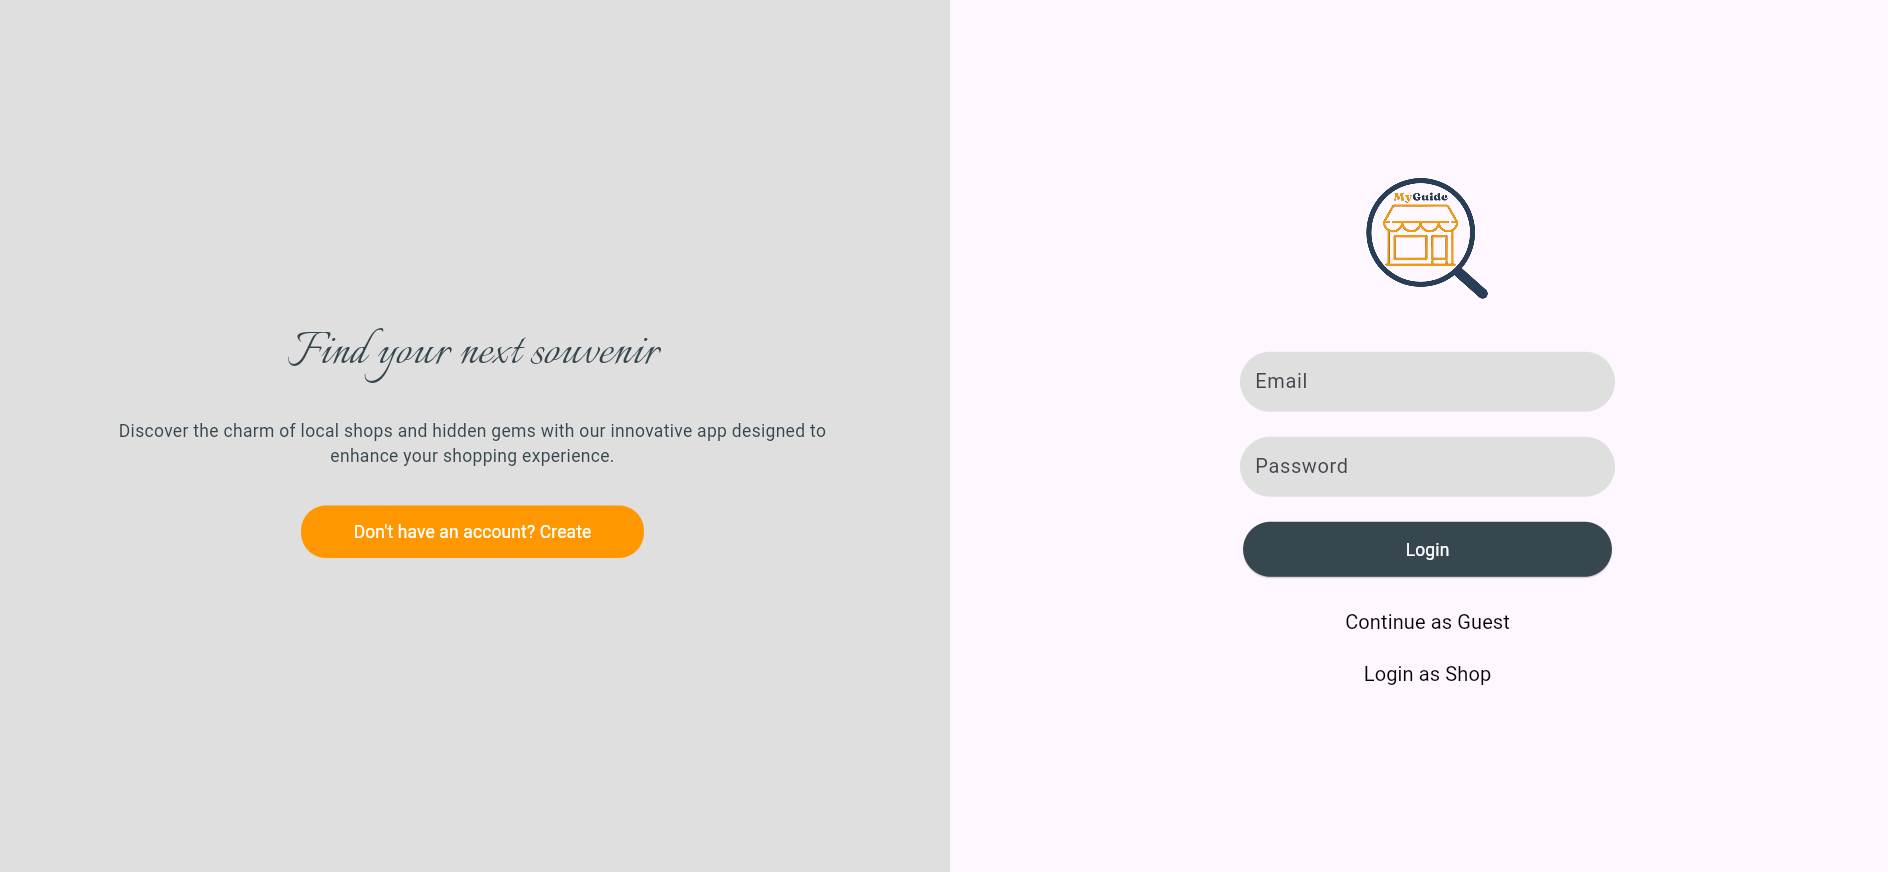 Find your next souvenir
Discover the charm of local shops and hidden gems with our innovative app designed to
enhance your shopping experience.
Don't have an account? Create
MyGuide
Email
Password
Login
Continue as Guest
Login as Shop